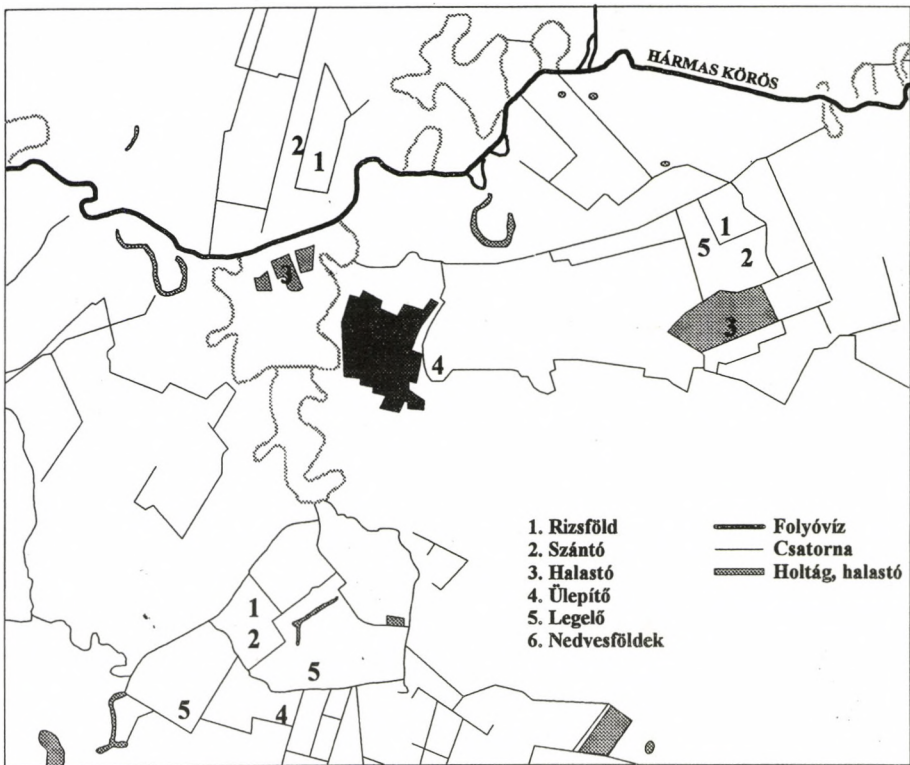 HÁRMAS KÖRÖS
2
1
1
5
2
3
3
4
1
2
5
5
4
1. Rizsföld
2. Szántó
3. Halastó
4. Ülepítő
5. Legelő
6. Nedvesföldek
Folyóvíz
Csatorna
Holtág, halastó